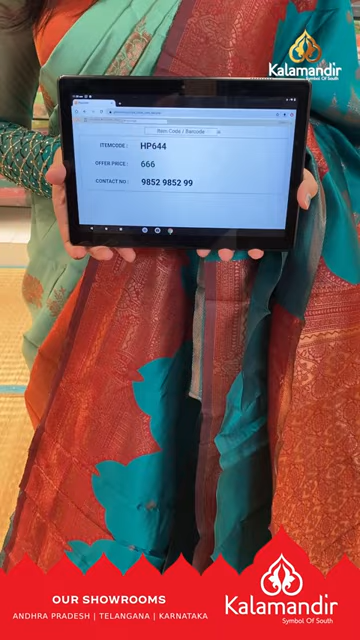 Kalamandir
Symbol Of South
Item Code / Barcode
ITEMCODE : HP644
OFFER PRICE : 666
CONTACT NO : 9852 9852 99
OUR SHOWROOMS
ANDHRA PRADESH | TELANGANA | KARNATAKA
Kalamandir
Symbol Of South